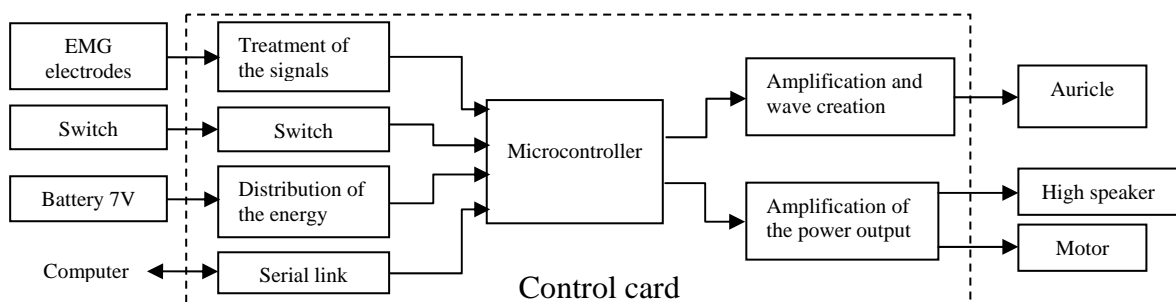 EMG
electrodes
Treatment of
the signals
Switch
Switch
Battery 7V
Distribution of
the energy
Computer
Serial link
Microcontroller
Amplification and
wave creation
Auricle
Amplification of
the power output
High speaker
Motor
Control card